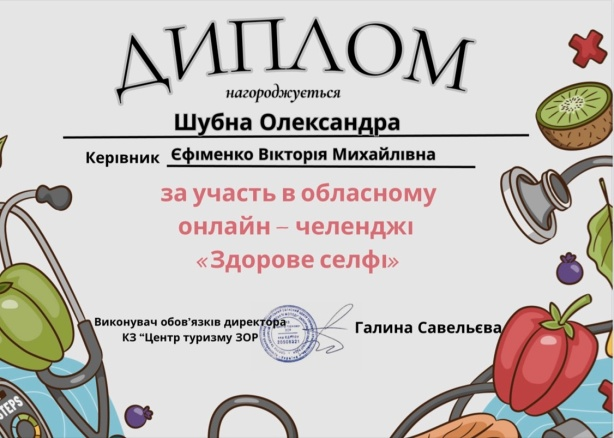 ДИПЛОМ
нагороджується
Шубна Олександра
Керівник Єфіменко Вікторія Михайлівна
за участь в обласному
онлайн – челенджі
«Здорове селфі»
Виконувач обов'язків директора
КЗ "Центр туризму ЗОР
Галина Савельєва
STEPS